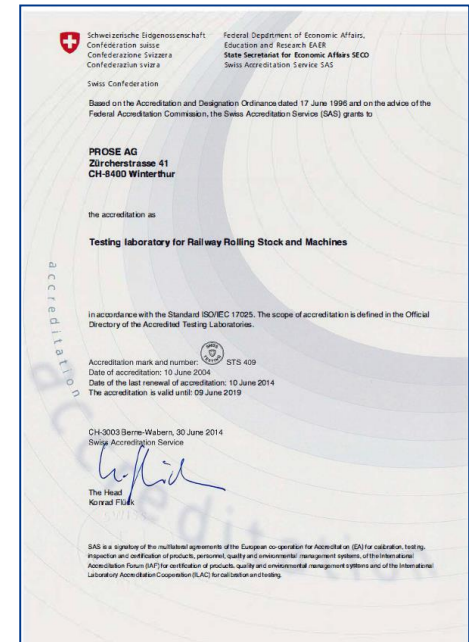 Schweizerische Eidgenossenschaft
Confédération suisse
Confederazione Svizzera
Confederaziun svizra
Swiss Confederation
Federal Department of Economic Affairs,
Education and Research EAER
State Secretariat for Economic Affairs SECO
Swiss Accreditation Service SAS
Based on the Accreditation and Designation Ordinance dated 17 June 1996 and on the advice of the
Federal Accreditation Commission, the Swiss Accreditation Service (SAS) grants to
PROSE AG
Zürcherstrasse 41
CH-8400 Winterthur
the accreditation as
Testing laboratory for Railway Rolling Stock and Machines
in accordance with the Standard ISO/IEC 17025. The scope of accreditation is defined in the Official
Directory of the Accredited Testing Laboratories.
Accreditation mark and number: SWISS TESTING STS 409
Date of accreditation: 10 June 2004
Date of the last renewal of accreditation: 10 June 2014
The accreditation is valid until: 09 June 2019
CH-3003 Berne-Wabern, 30 June 2014
Swiss Accreditation Service
The Head
Konrad Flück
SAS is a signatory of the multilateral agreements of the European co-operation for Accreditation (EA) for calibration, testing,
inspection and certification of products, personnel, quality and environmental management systems, of the International
Accreditation Forum (IAF) for certification of products, quality and environmental management systems and of the International
Laboratory Accreditation Cooperation (ILAC) for calibration and testing.
accreditation
accreditation